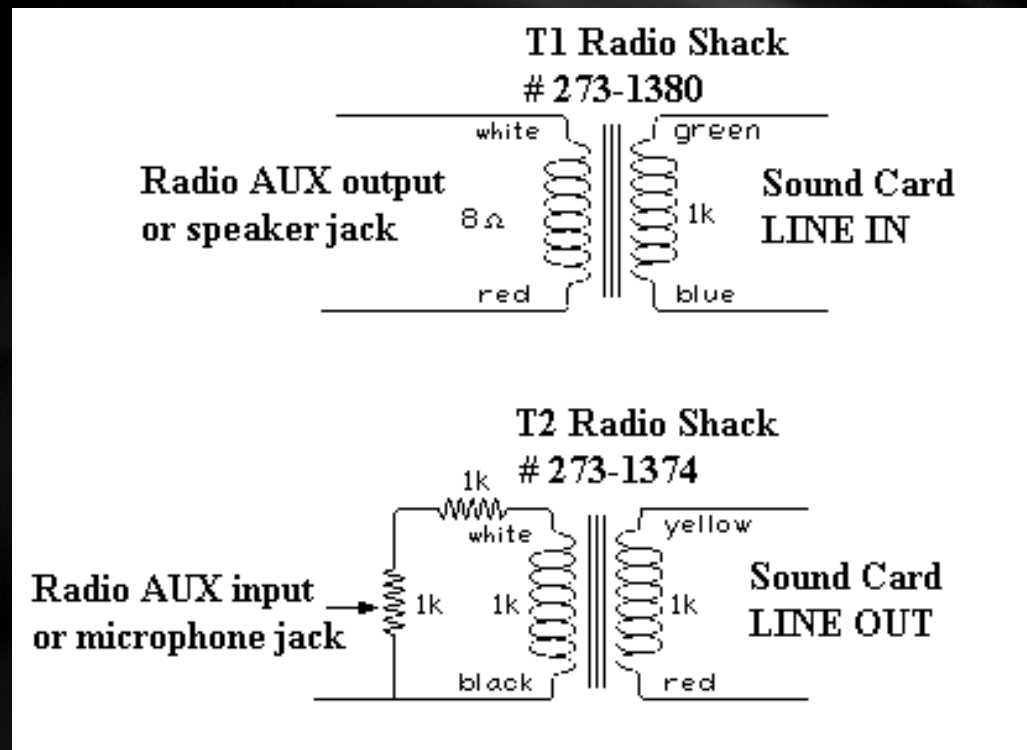 T1 Radio Shack
# 273-1380
white
green
Radio AUX output
or speaker jack
8 Ω
1k
Sound Card
LINE IN
red
blue
T2 Radio Shack
# 273-1374
1k
white
yellow
Radio AUX input
or microphone jack
1k
1k
1k
Sound Card
LINE OUT
black
red